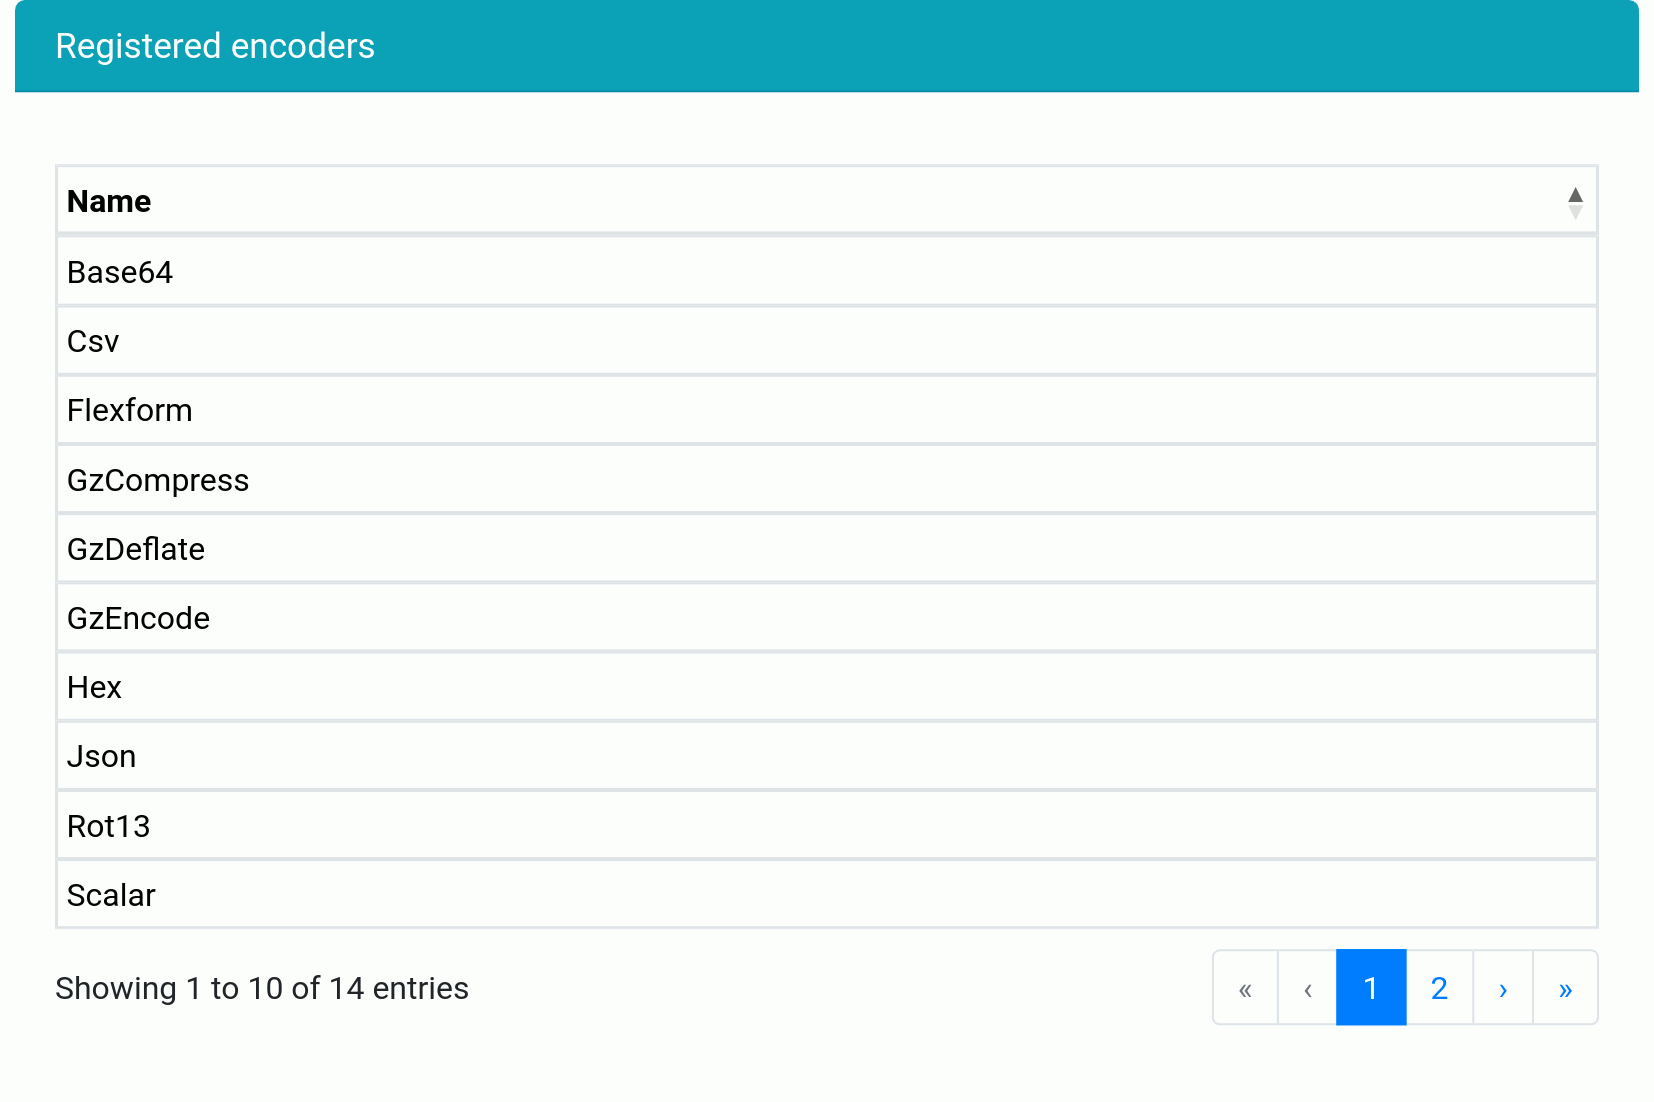 Registered encoders
Name
Base64
Csv
Flexform
GzCompress
GzDeflate
GzEncode
Hex
Json
Rot13
Scalar
Showing 1 to 10 of 14 entries
« ‹ 1 2 › »